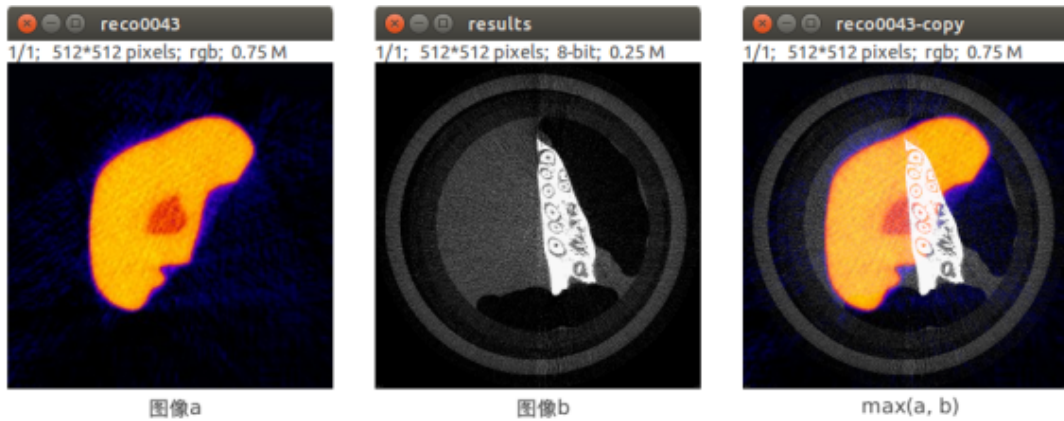 reco0043
1/1; 512*512 pixels; rgb; 0.75 M
图像a
results
1/1; 512*512 pixels; 8-bit; 0.25 M
图像b
reco0043-copy
1/1; 512*512 pixels; rgb; 0.75 M
max(a, b)